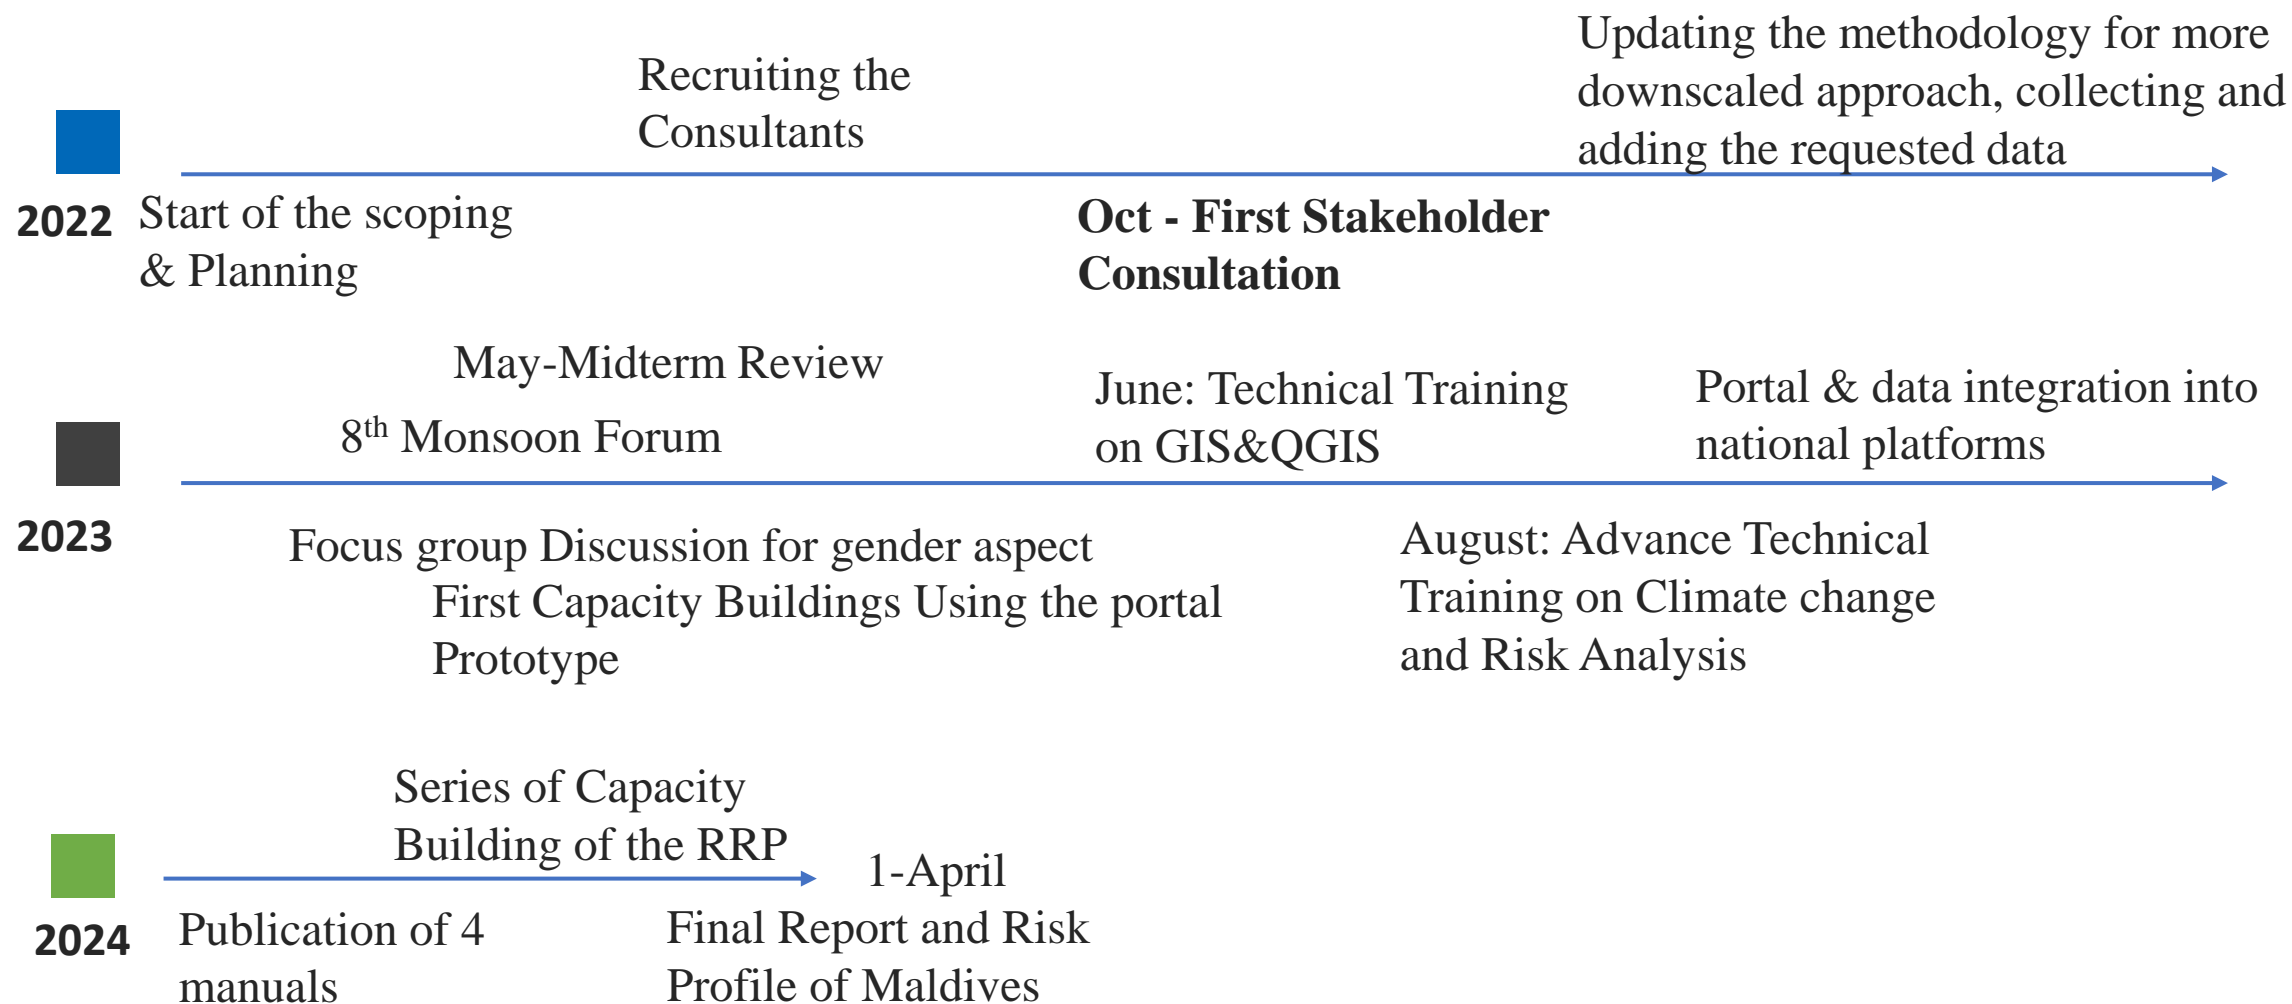 Recruiting the
Consultants
Updating the methodology for more
downscaled approach, collecting and
adding the requested data
2022
Start of the scoping
& Planning
Oct - First Stakeholder
Consultation
May-Midterm Review
8th Monsoon Forum
June: Technical Training
on GIS&QGIS
Portal & data integration into
national platforms
2023
Focus group Discussion for gender aspect
First Capacity Buildings Using the portal
Prototype
August: Advance Technical
Training on Climate change
and Risk Analysis
Series of Capacity
Building of the RRP
2024
Publication of 4
manuals
1-April
Final Report and Risk
Profile of Maldives